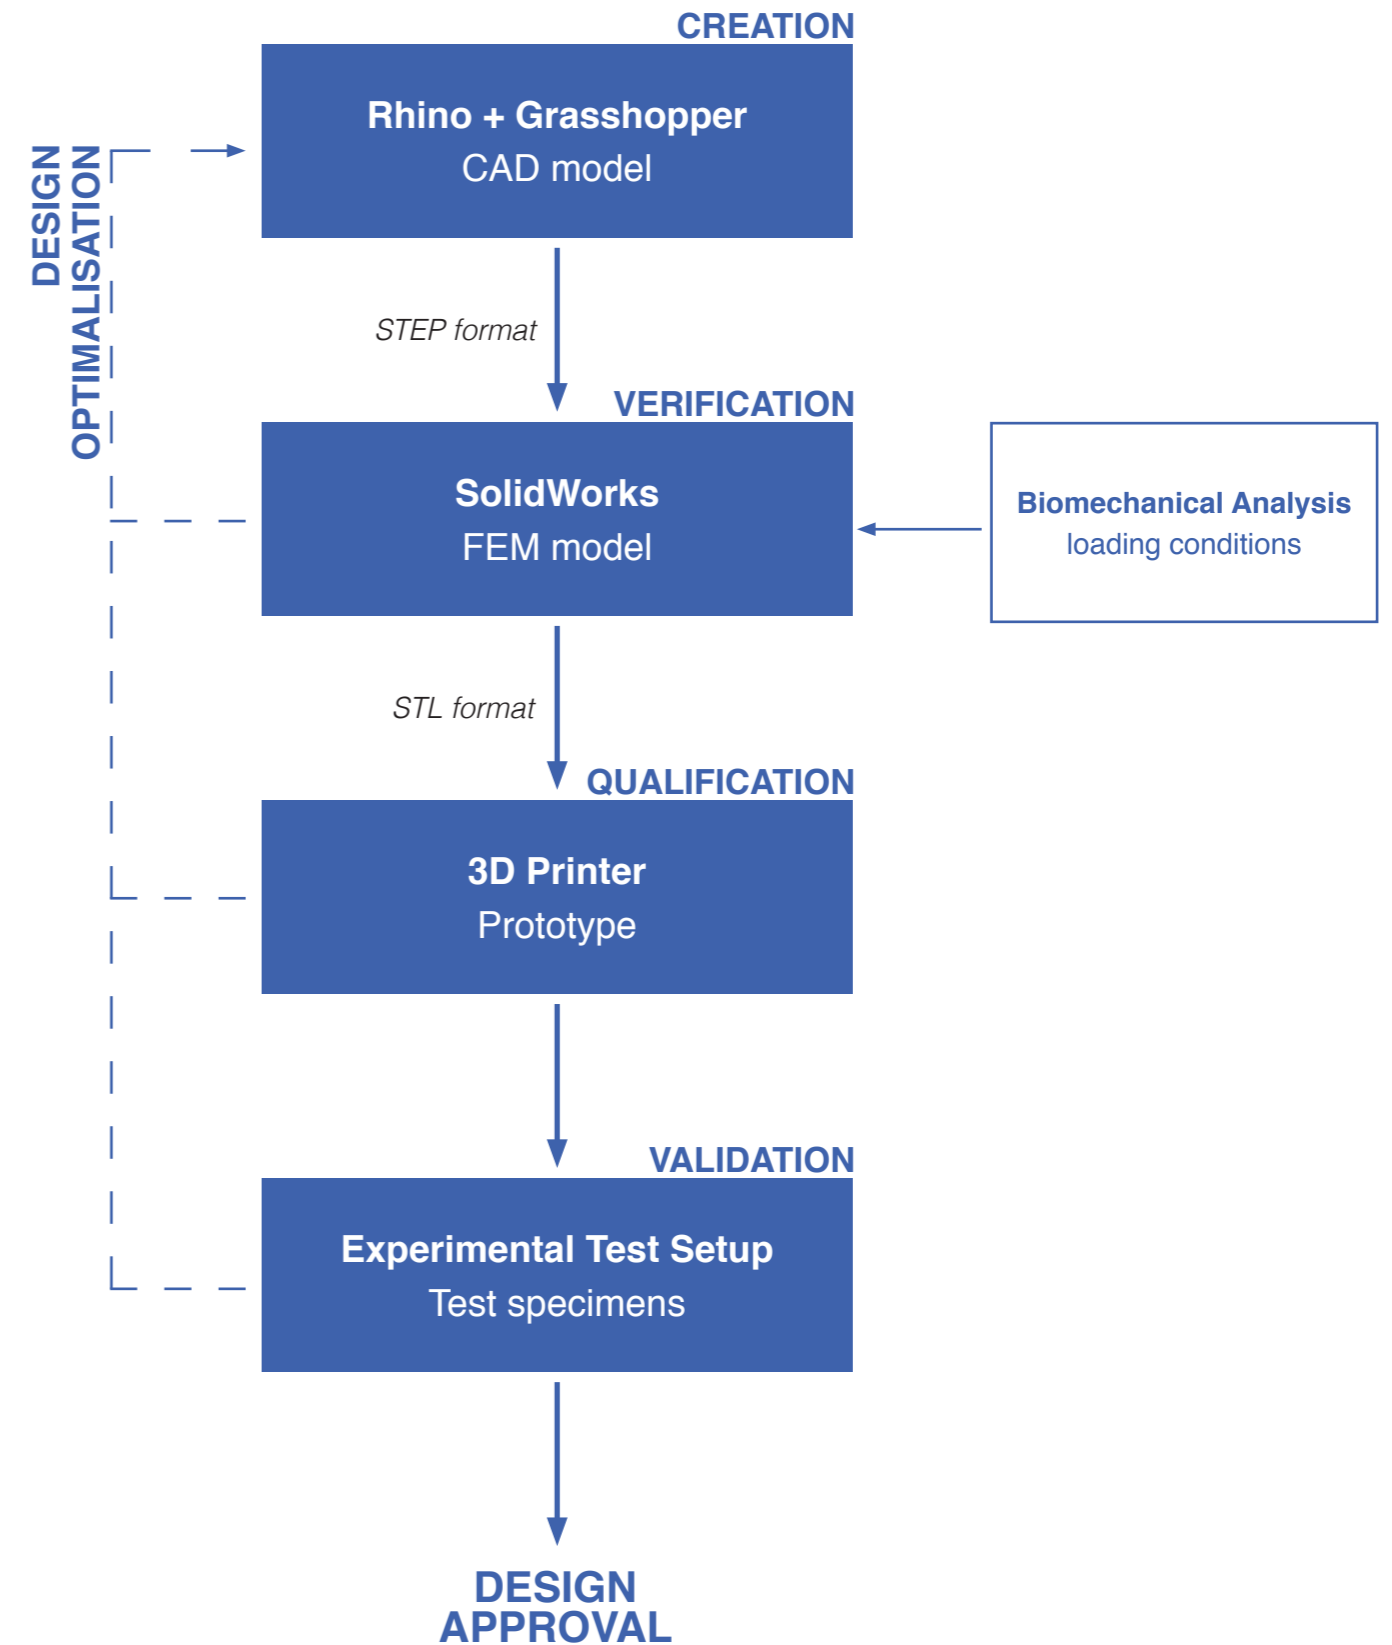 CREATION
Rhino + Grasshopper
CAD model
DESIGN
OPTIMALISATION
STEP format
VERIFICATION
SolidWorks
FEM model
Biomechanical Analysis
loading conditions
STL format
QUALIFICATION
3D Printer
Prototype
VALIDATION
Experimental Test Setup
Test specimens
DESIGN
APPROVAL